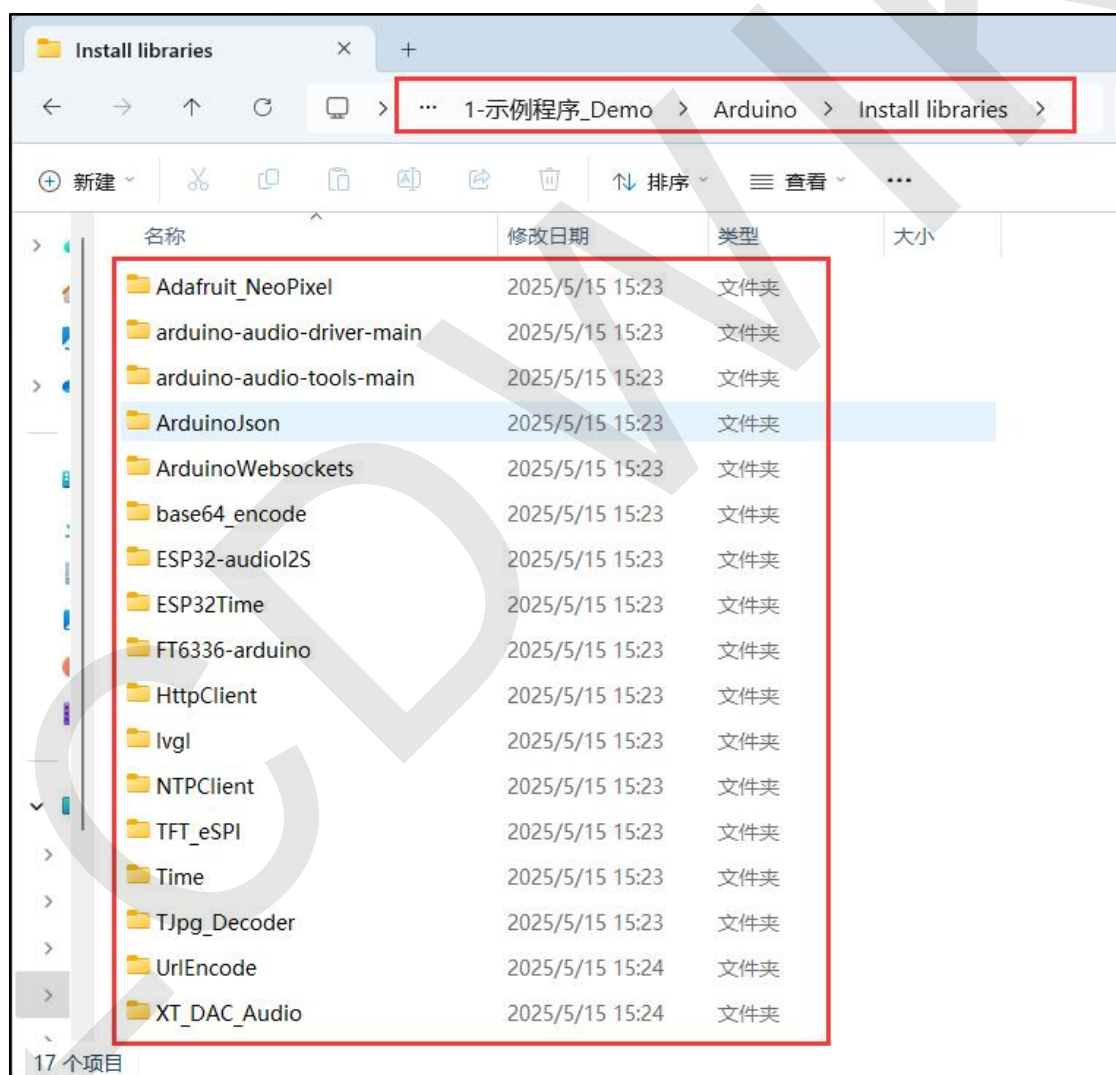 Install libraries
... 1-示例程序_Demo > Arduino > Install libraries >
新建 排序 查看 ...
名称 修改日期 类型 大小
Adafruit_NeoPixel 2025/5/15 15:23 文件夹
arduino-audio-driver-main 2025/5/15 15:23 文件夹
arduino-audio-tools-main 2025/5/15 15:23 文件夹
ArduinoJson 2025/5/15 15:23 文件夹
ArduinoWebsockets 2025/5/15 15:23 文件夹
base64_encode 2025/5/15 15:23 文件夹
ESP32-audioI2S 2025/5/15 15:23 文件夹
ESP32Time 2025/5/15 15:23 文件夹
FT6336-arduino 2025/5/15 15:23 文件夹
HttpClient 2025/5/15 15:23 文件夹
lvgl 2025/5/15 15:23 文件夹
NTPClient 2025/5/15 15:23 文件夹
TFT_eSPI 2025/5/15 15:23 文件夹
Time 2025/5/15 15:23 文件夹
TJpg_Decoder 2025/5/15 15:23 文件夹
UrlEncode 2025/5/15 15:24 文件夹
XT_DAC_Audio 2025/5/15 15:24 文件夹
17 个项目